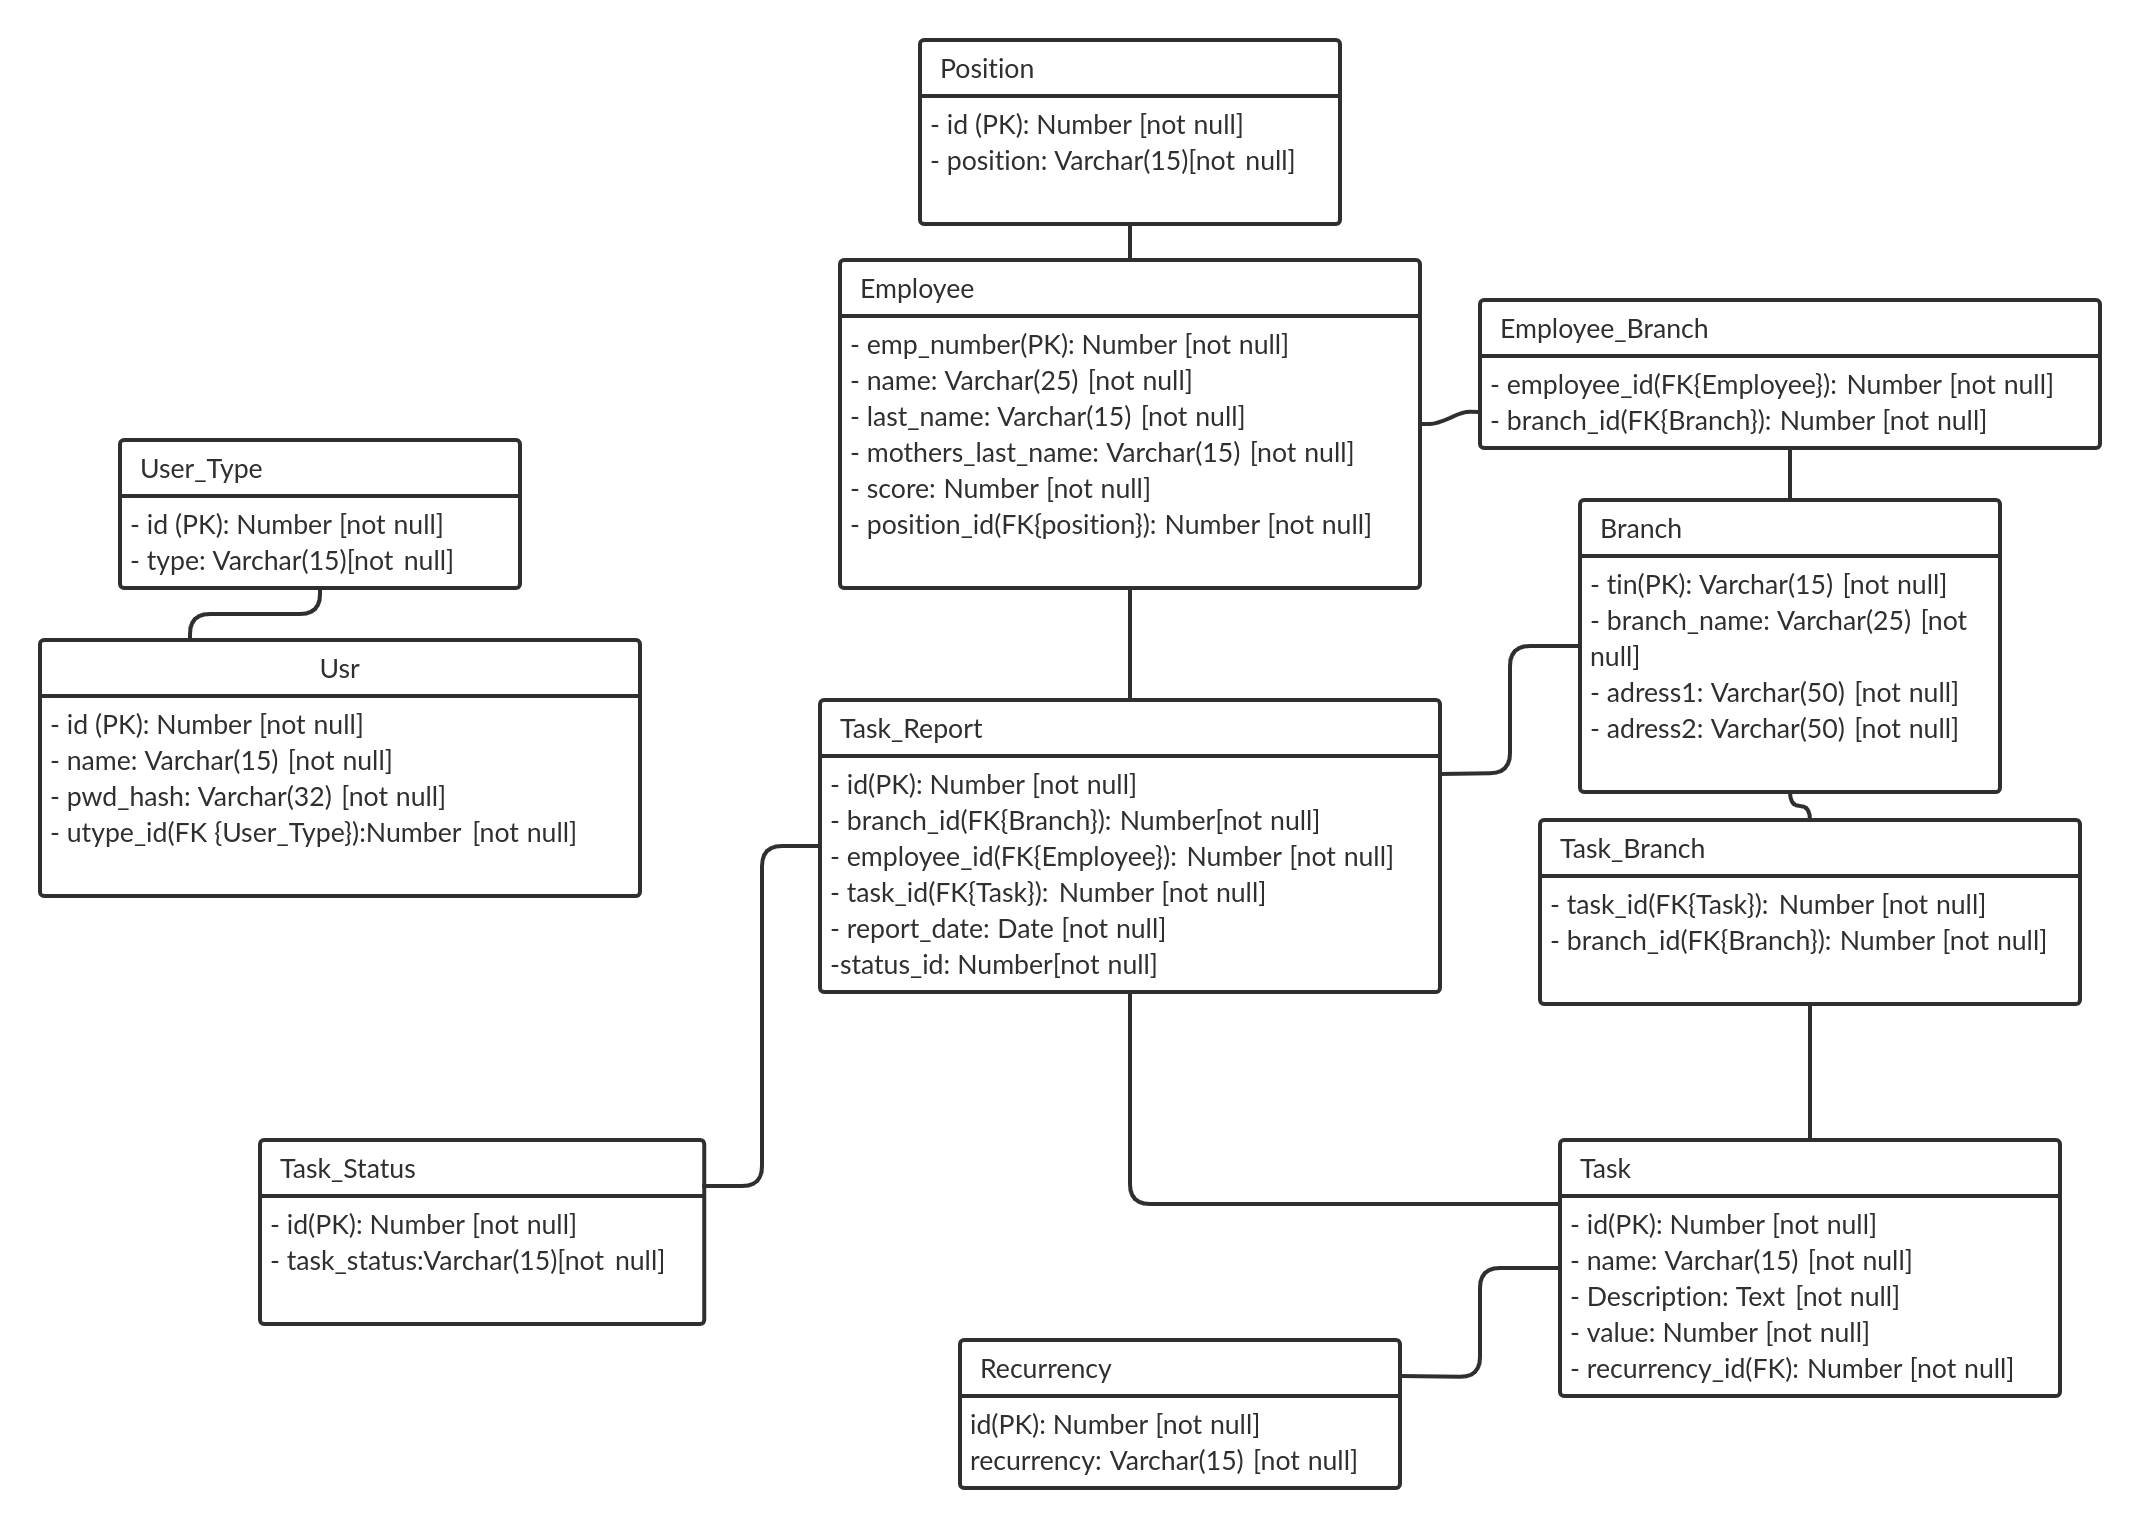 Position
- id (PK): Number [not null]
- position: Varchar(15)[not null]
Employee
- emp_number(PK): Number [not null]
- name: Varchar(25) [not null]
- last_name: Varchar(15) [not null]
- mothers_last_name: Varchar(15) [not null]
- score: Number [not null]
- position_id(FK{position}): Number [not null]
Employee_Branch
- employee_id(FK{Employee}): Number [not null]
- branch_id(FK{Branch}): Number [not null]
User_Type
- id (PK): Number [not null]
- type: Varchar(15)[not null]
Branch
- tin(PK): Varchar(15) [not null]
- branch_name: Varchar(25) [not
null]
- adress1: Varchar(50) [not null]
- adress2: Varchar(50) [not null]
Usr
- id (PK): Number [not null]
- name: Varchar(15) [not null]
- pwd_hash: Varchar(32) [not null]
- utype_id(FK {User_Type}):Number [not null]
Task_Report
- id(PK): Number [not null]
- branch_id(FK{Branch}): Number[not null]
- employee_id(FK{Employee}): Number [not null]
- task_id(FK{Task}): Number [not null]
- report_date: Date [not null]
-status_id: Number[not null]
Task_Branch
- task_id(FK{Task}): Number [not null]
- branch_id(FK{Branch}): Number [not null]
Task_Status
- id(PK): Number [not null]
- task_status:Varchar(15)[not null]
Task
- id(PK): Number [not null]
- name: Varchar(15) [not null]
- Description: Text [not null]
- value: Number [not null]
- recurrency_id(FK): Number [not null]
Recurrency
id(PK): Number [not null]
recurrency: Varchar(15) [not null]